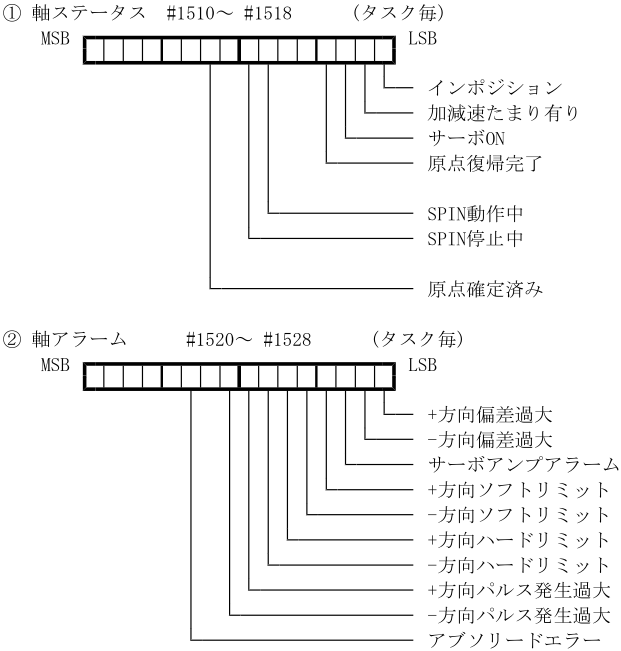 ① 軸ステータス #1510～ #1518 (タスク毎)
MSB LSB
インポジション
加減速たまり有り
サーボON
原点復帰完了
SPIN動作中
SPIN停止中
原点確定済み
② 軸アラーム #1520～ #1528 (タスク毎)
MSB LSB
+方向偏差過大
-方向偏差過大
サーボアンプアラーム
+方向ソフトリミット
-方向ソフトリミット
+方向ハードリミット
-方向ハードリミット
+方向パルス発生過大
-方向パルス発生過大
アブソリードエラー